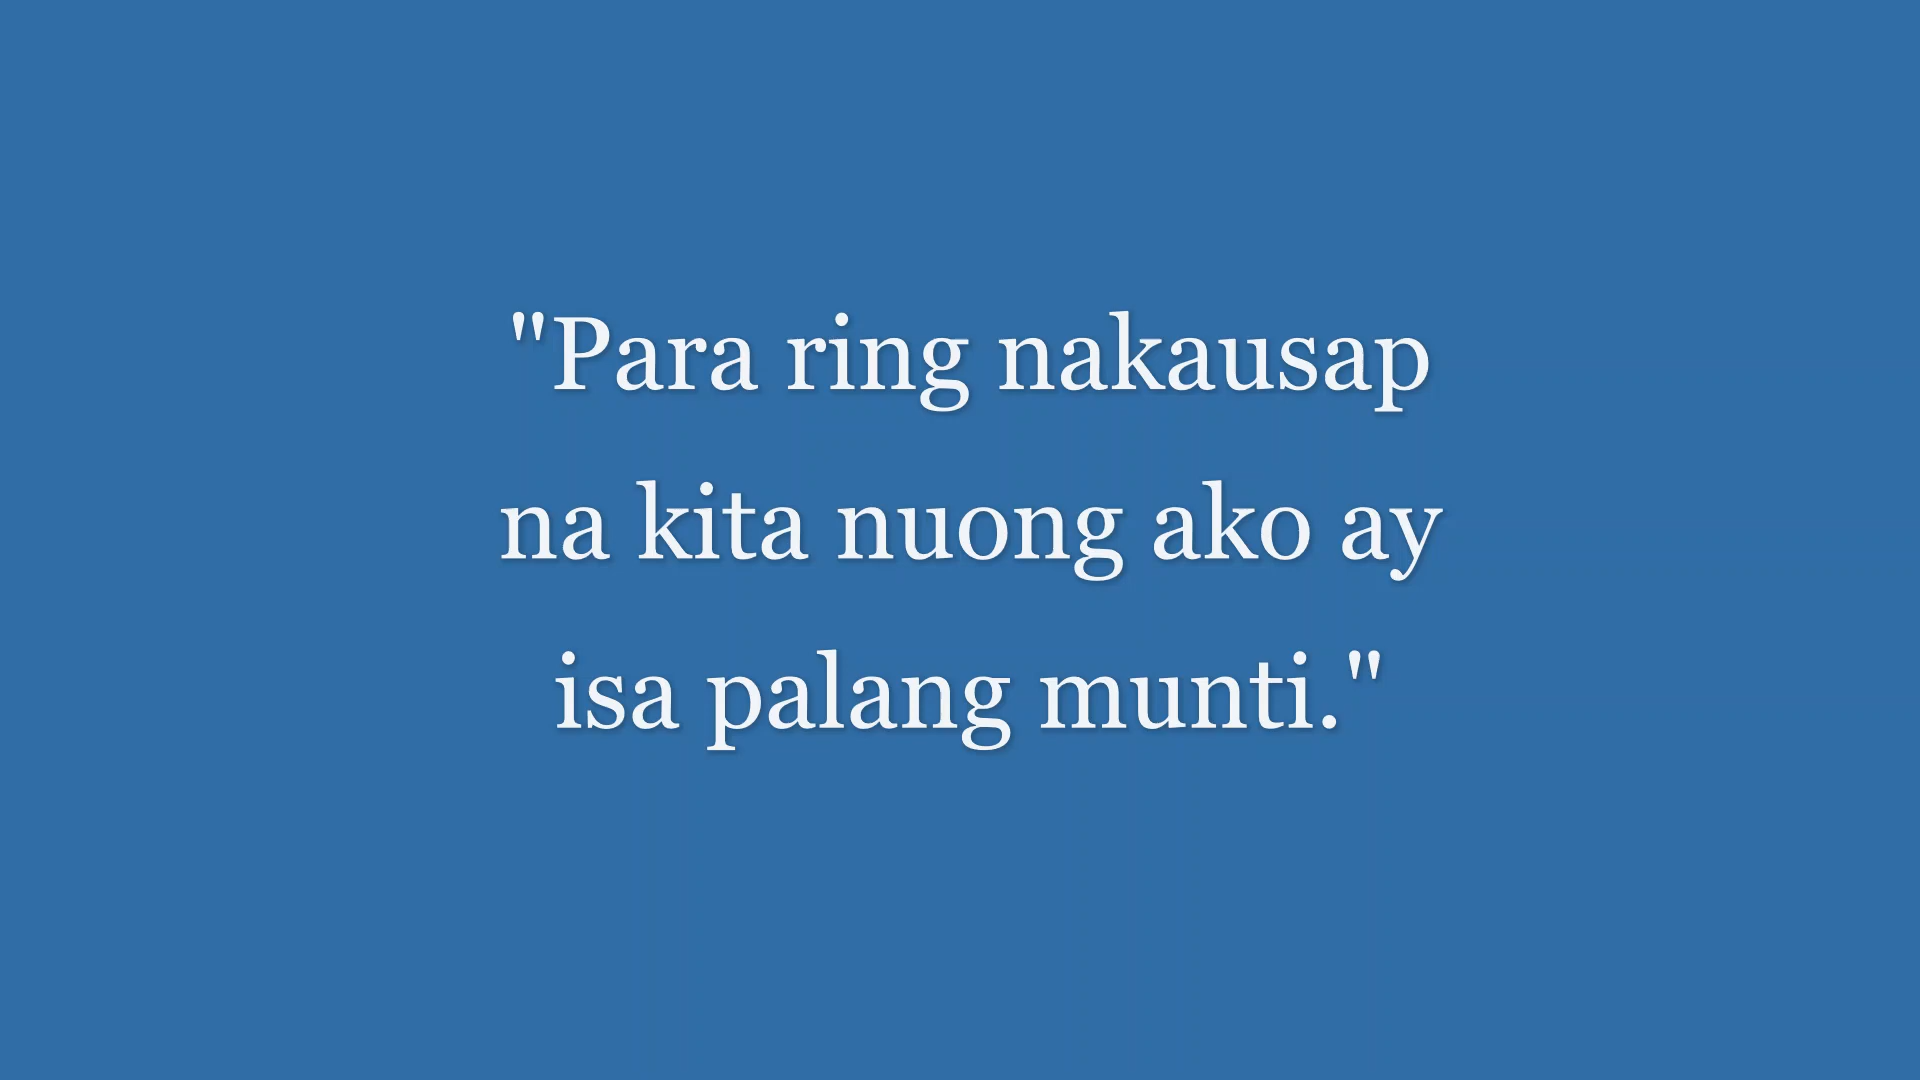 "Para ring nakausap
na kita nuong ako ay
isa palang munti."